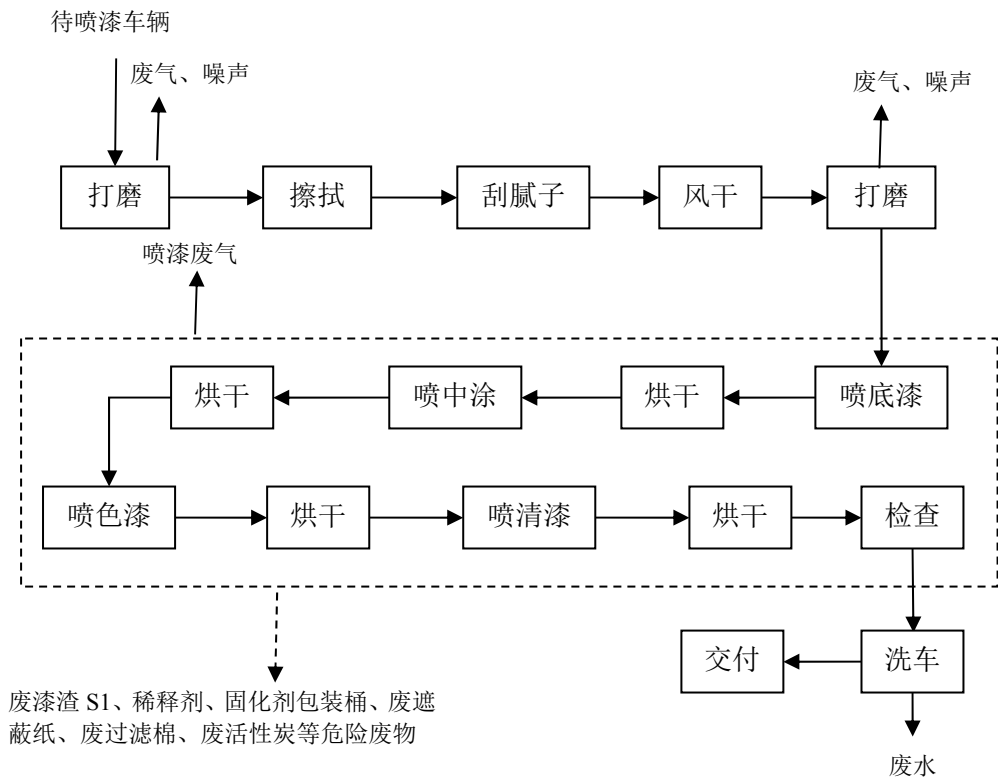 待喷漆车辆
废气、噪声
废气、噪声
打磨
擦拭
刮腻子
风干
打磨
喷漆废气
烘干
喷中涂
烘干
喷底漆
喷色漆
烘干
喷清漆
烘干
检查
交付
洗车
废漆渣 S1、稀释剂、固化剂包装桶、废遮
蔽纸、废过滤棉、废活性炭等危险废物
废水